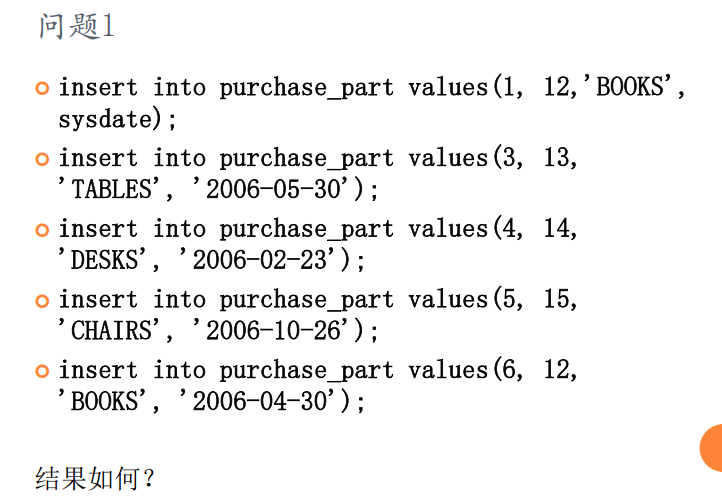 问题1
insert into purchase_part values(1, 12,'BOOKS',
sysdate);
insert into purchase_part values(3, 13,
'TABLES', '2006-05-30');
insert into purchase_part values(4, 14,
'DESKS', '2006-02-23');
insert into purchase_part values(5, 15,
'CHAIRS', '2006-10-26');
insert into purchase_part values(6, 12,
'BOOKS', '2006-04-30');
结果如何?